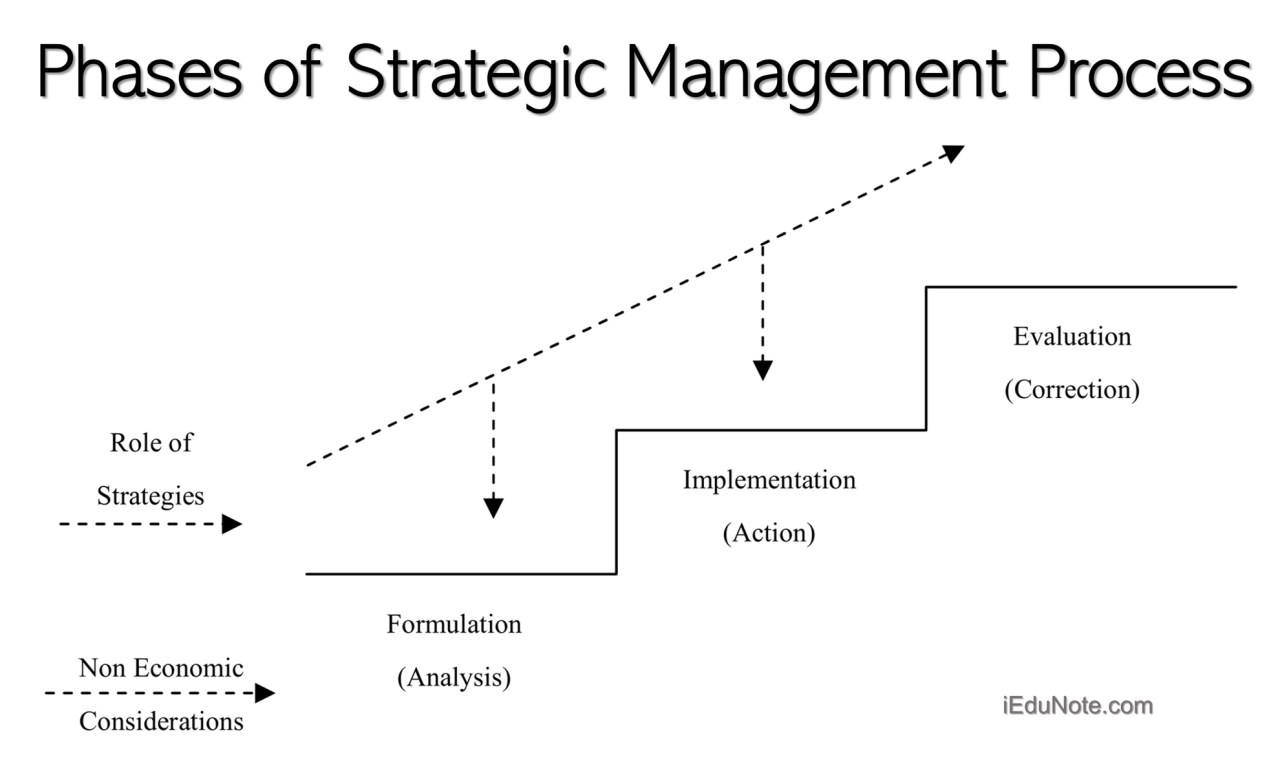 Phases of Strategic Management Process
Evaluation
(Correction)
Role of
Strategies
Implementation
(Action)
Formulation
(Analysis)
Non Economic
Considerations
iEduNote.com